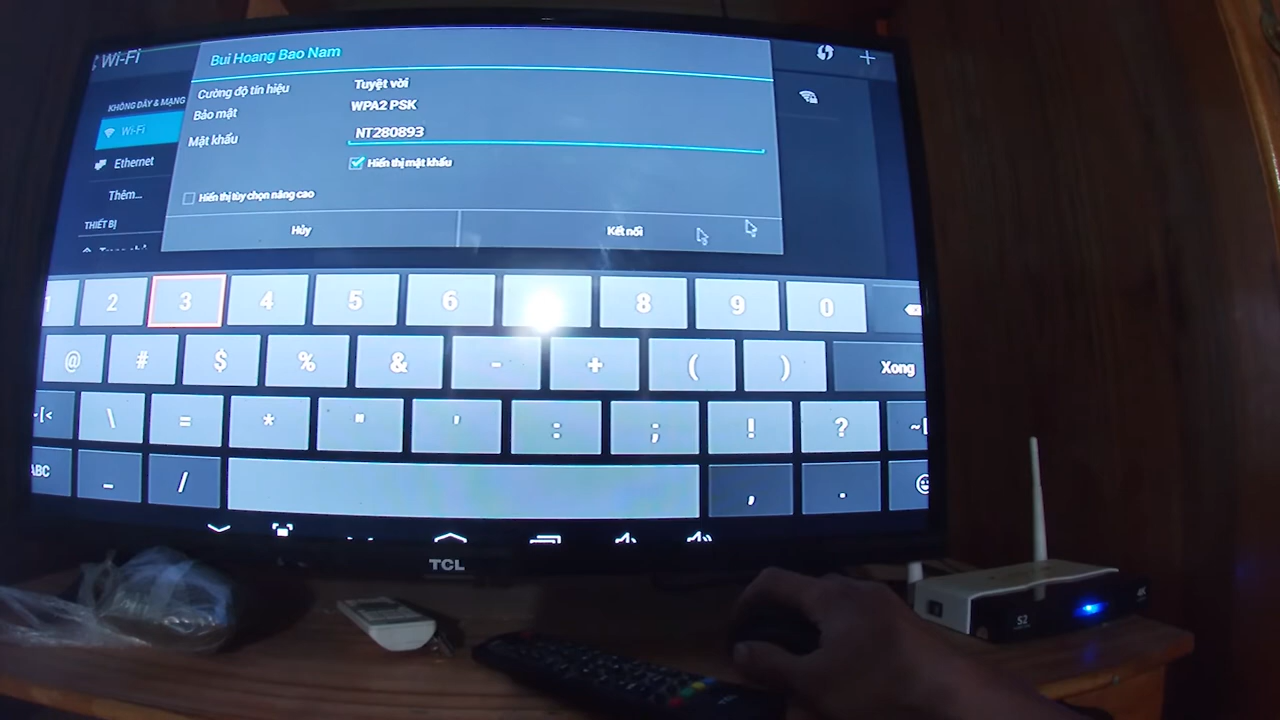 Wi-Fi
Bui Hoang Bao Nam
Cường độ tín hiệu Tuyệt vời
Bảo mật WPA2 PSK
Mật khẩu NT280893
Hiển thị mật khẩu
Hiển thị tùy chọn nâng cao
Hủy Kết nối
KHÔNG DÂY & MẠNG
Wi-Fi
Ethernet
Thêm...
THIẾT BỊ
1 2 3 4 5 6 8 9 0
@ # $ % & - + ( )
Xong
~[< \ = * " ' : ; ! ? ~[
ABC _ / , .
TCL
S2
4K